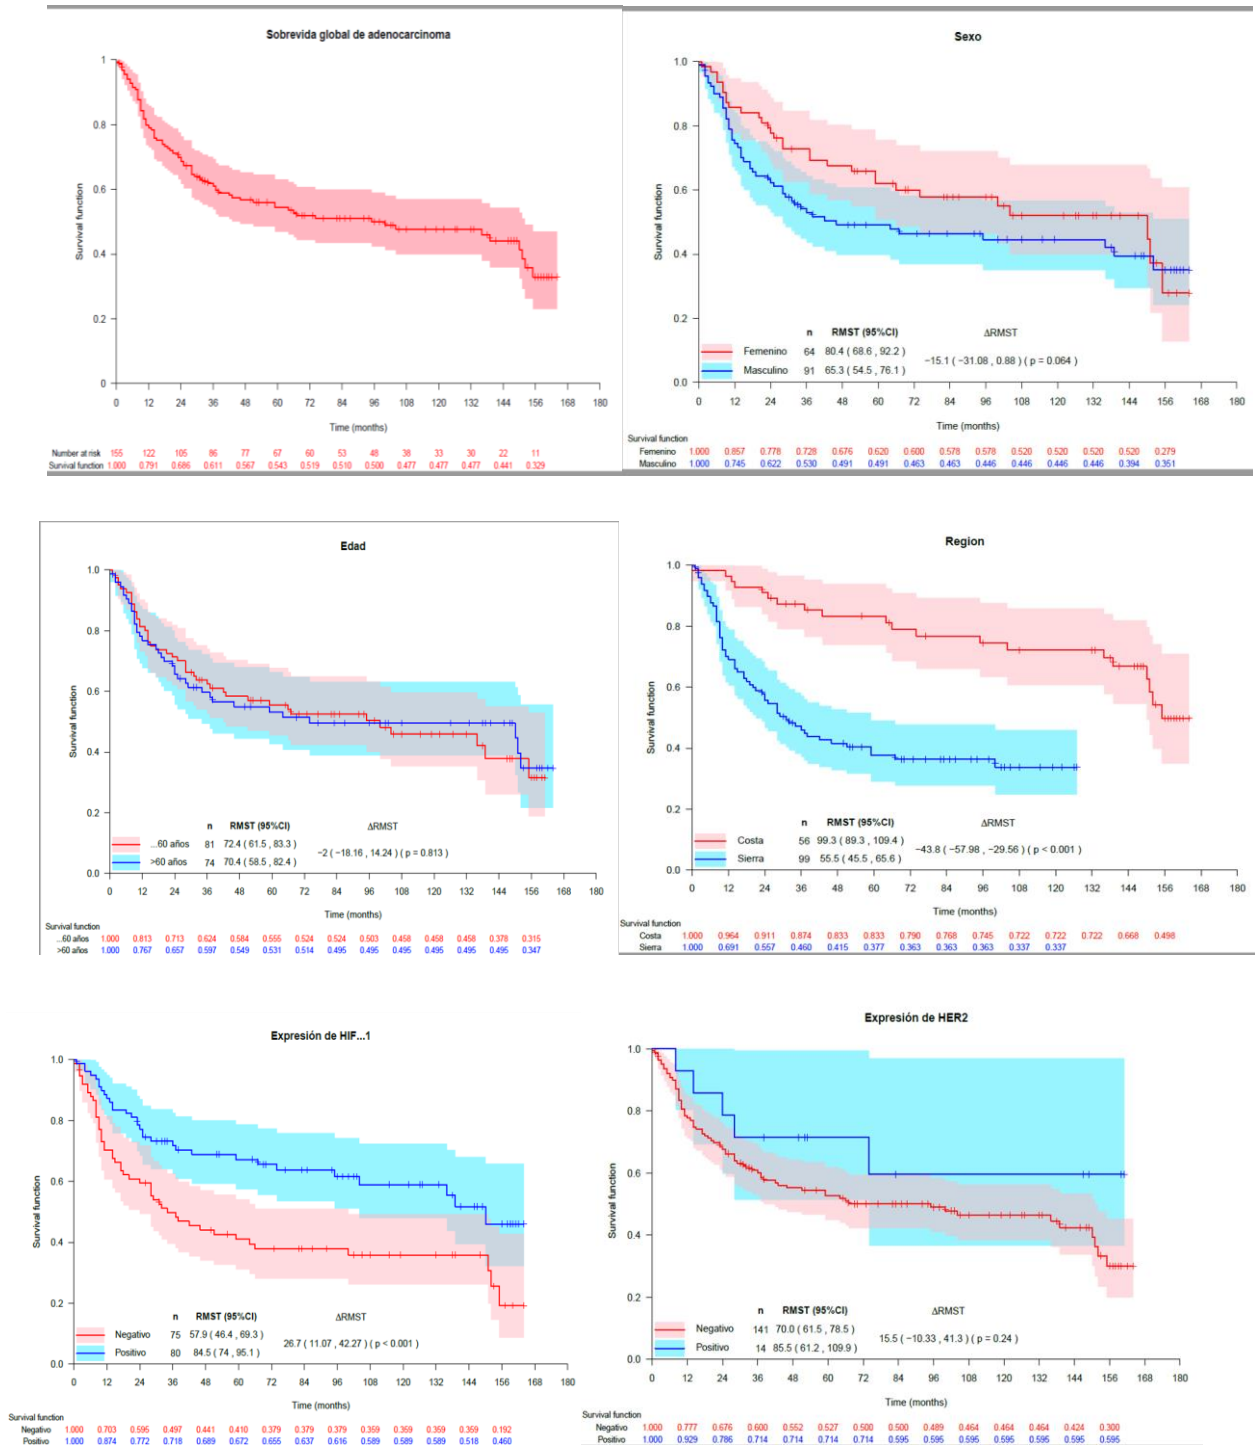 Sobrevida global de adenocarcinoma
1
0.8
0.6
0.4
0.2
0
Survival function
0 12 24 36 48 60 72 84 96 108 120 132 144 156 168 180
Time (months)
Number at risk 155 122 105 86 77 67 60 53 48 38 33 30 22 11
Survival function 1.000 0.791 0.686 0.611 0.567 0.543 0.519 0.510 0.500 0.477 0.477 0.477 0.441 0.329
Sexo
1.0
0.8
0.6
0.4
0.2
0.0
Survival function
n RMST (95%CI) ΔRMST
Femenino 64 80.4 ( 68.6 , 92.2 )
−15.1 ( −31.08 , 0.88 ) ( p = 0.064 )
Masculino 91 65.3 ( 54.5 , 76.1 )
0 12 24 36 48 60 72 84 96 108 120 132 144 156 168 180
Time (months)
Survival function
Femenino 1.000 0.857 0.778 0.728 0.676 0.620 0.600 0.578 0.578 0.520 0.520 0.520 0.520 0.279
Masculino 1.000 0.745 0.622 0.530 0.491 0.491 0.463 0.463 0.446 0.446 0.446 0.446 0.394 0.351
Edad
1.0
0.8
0.6
0.4
0.2
0.0
Survival function
n RMST (95%CI) ΔRMST
...60 años 81 72.4 ( 61.5 , 83.3 )
−2 ( −18.16 , 14.24 ) ( p = 0.813 )
>60 años 74 70.4 ( 58.5 , 82.4 )
0 12 24 36 48 60 72 84 96 108 120 132 144 156 168 180
Time (months)
Survival function
...60 años 1.000 0.813 0.713 0.624 0.584 0.555 0.524 0.524 0.503 0.458 0.458 0.458 0.378 0.315
>60 años 1.000 0.767 0.657 0.597 0.549 0.531 0.514 0.495 0.495 0.495 0.495 0.495 0.495 0.347
Region
1.0
0.8
0.6
0.4
0.2
0.0
Survival function
n RMST (95%CI) ΔRMST
Costa 56 99.3 ( 89.3 , 109.4 )
−43.8 ( −57.98 , −29.56 ) ( p < 0.001 )
Sierra 99 55.5 ( 45.5 , 65.6 )
0 12 24 36 48 60 72 84 96 108 120 132 144 156 168 180
Time (months)
Survival function
Costa 1.000 0.964 0.911 0.874 0.833 0.833 0.790 0.768 0.745 0.722 0.722 0.722 0.668 0.498
Sierra 1.000 0.691 0.557 0.460 0.415 0.377 0.363 0.363 0.363 0.337 0.337
Expresión de HIF...1
1.0
0.8
0.6
0.4
0.2
0.0
Survival function
n RMST (95%CI) ΔRMST
Negativo 75 57.9 ( 46.4 , 69.3 )
26.7 ( 11.07 , 42.27 ) ( p < 0.001 )
Positivo 80 84.5 ( 74 , 95.1 )
0 12 24 36 48 60 72 84 96 108 120 132 144 156 168 180
Time (months)
Survival function
Negativo 1.000 0.703 0.595 0.497 0.441 0.410 0.379 0.379 0.379 0.359 0.359 0.359 0.359 0.192
Positivo 1.000 0.874 0.772 0.718 0.689 0.672 0.655 0.637 0.616 0.589 0.589 0.589 0.518 0.460
Expresión de HER2
1.0
0.8
0.6
0.4
0.2
0.0
Survival function
n RMST (95%CI) ΔRMST
Negativo 141 70.0 ( 61.5 , 78.5 )
15.5 ( −10.33 , 41.3 ) ( p = 0.24 )
Positivo 14 85.5 ( 61.2 , 109.9 )
0 12 24 36 48 60 72 84 96 108 120 132 144 156 168 180
Time (months)
Survival function
Negativo 1.000 0.777 0.676 0.600 0.552 0.527 0.500 0.500 0.489 0.464 0.464 0.464 0.424 0.300
Positivo 1.000 0.929 0.786 0.714 0.714 0.714 0.714 0.595 0.595 0.595 0.595 0.595 0.595 0.595